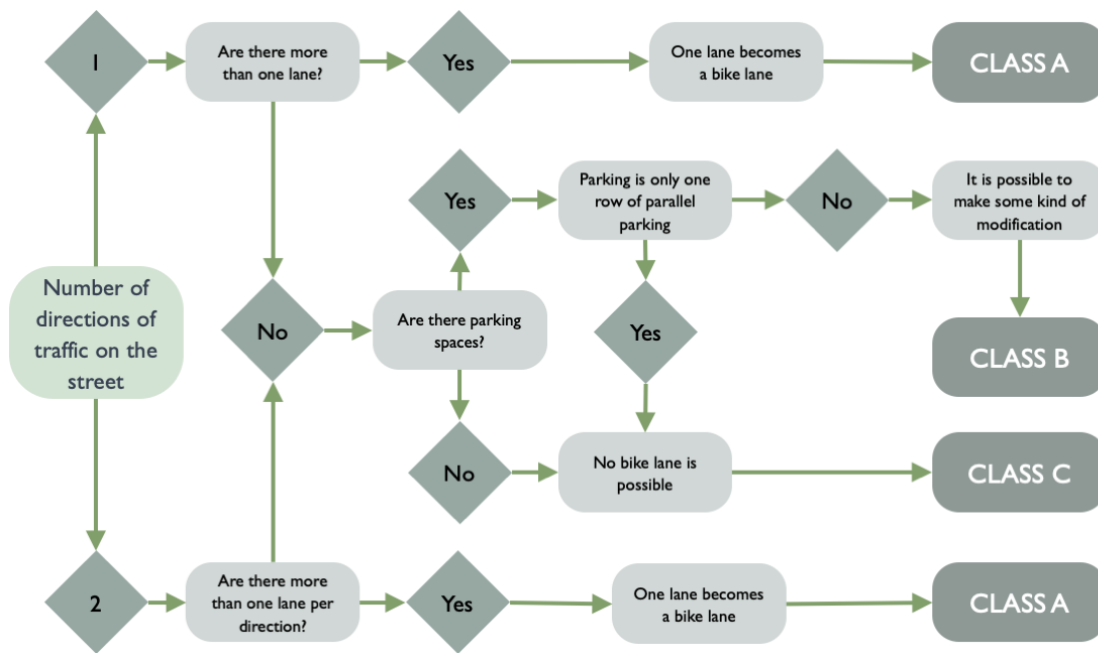 1
Are there more
than one lane?
Yes
One lane becomes
a bike lane
CLASS A
Yes
Parking is only one
row of parallel
parking
No
It is possible to
make some kind of
modification
Number of
directions of
traffic on the
street
No
Are there parking
spaces?
Yes
CLASS B
No
No bike lane is
possible
CLASS C
2
Are there more
than one lane per
direction?
Yes
One lane becomes
a bike lane
CLASS A